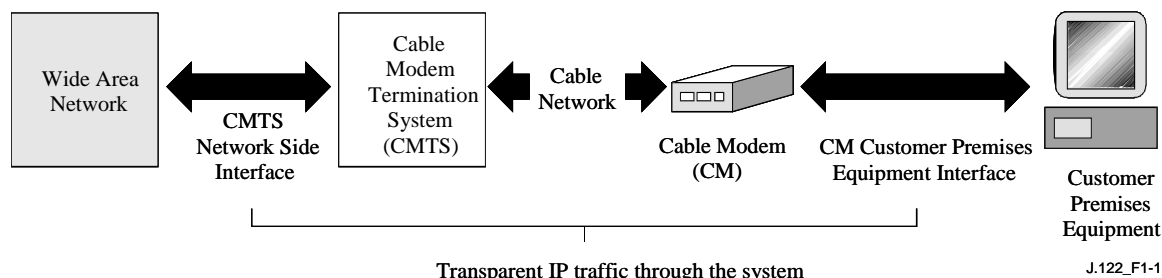 Wide Area
Network
CMTS
Network Side
Interface
Cable
Modem
Termination
System
(CMTS)
Cable
Network
Cable Modem
(CM)
CM Customer Premises
Equipment Interface
Customer
Premises
Equipment
Transparent IP traffic through the system
J.122_F1-1